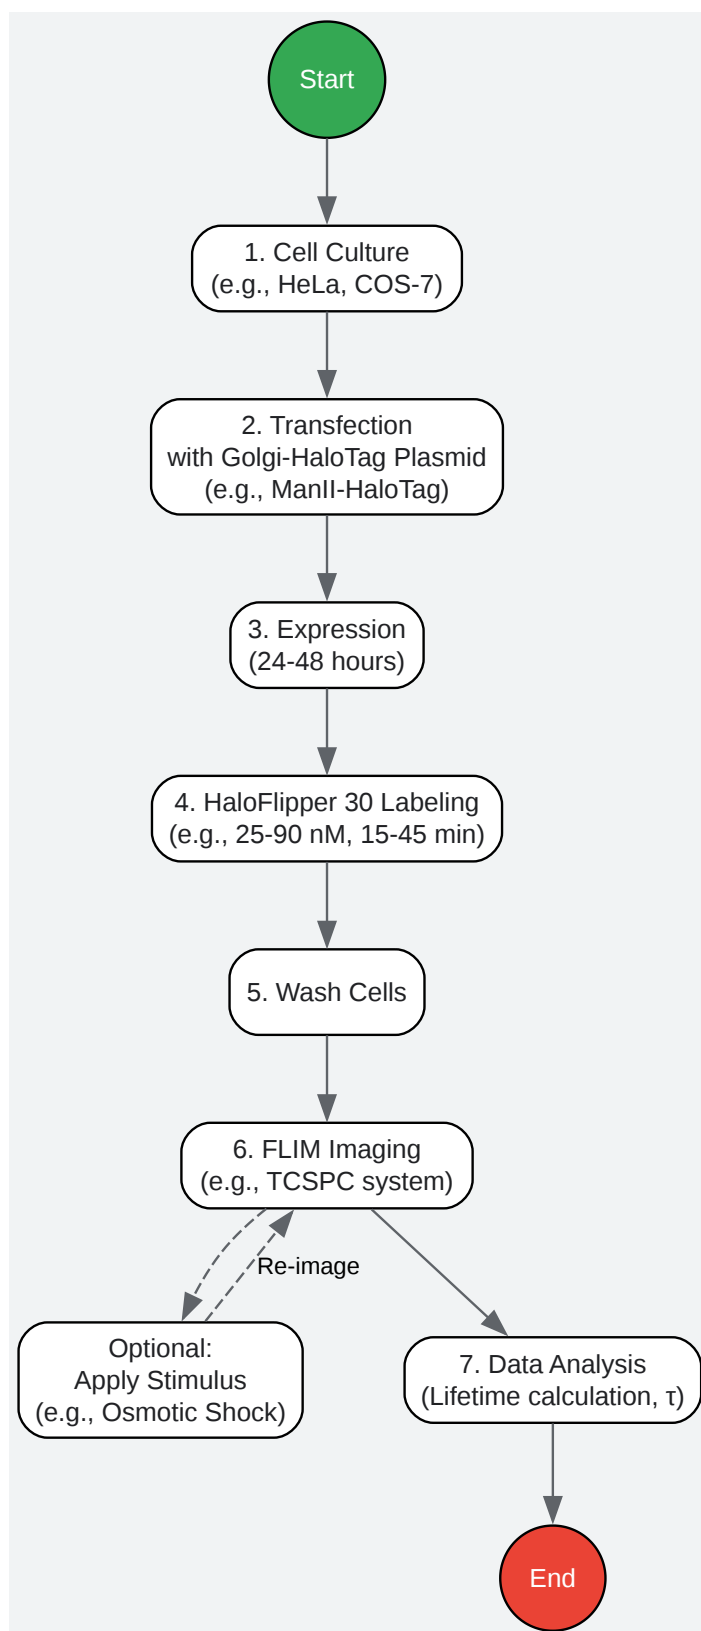 Start
1. Cell Culture
(e.g., HeLa, COS-7)
2. Transfection
with Golgi-HaloTag Plasmid
(e.g., ManII-HaloTag)
3. Expression
(24-48 hours)
4. HaloFlipper 30 Labeling
(e.g., 25-90 nM, 15-45 min)
5. Wash Cells
6. FLIM Imaging
(e.g., TCSPC system)
Re-image
Optional:
Apply Stimulus
(e.g., Osmotic Shock)
7. Data Analysis
(Lifetime calculation, τ)
End